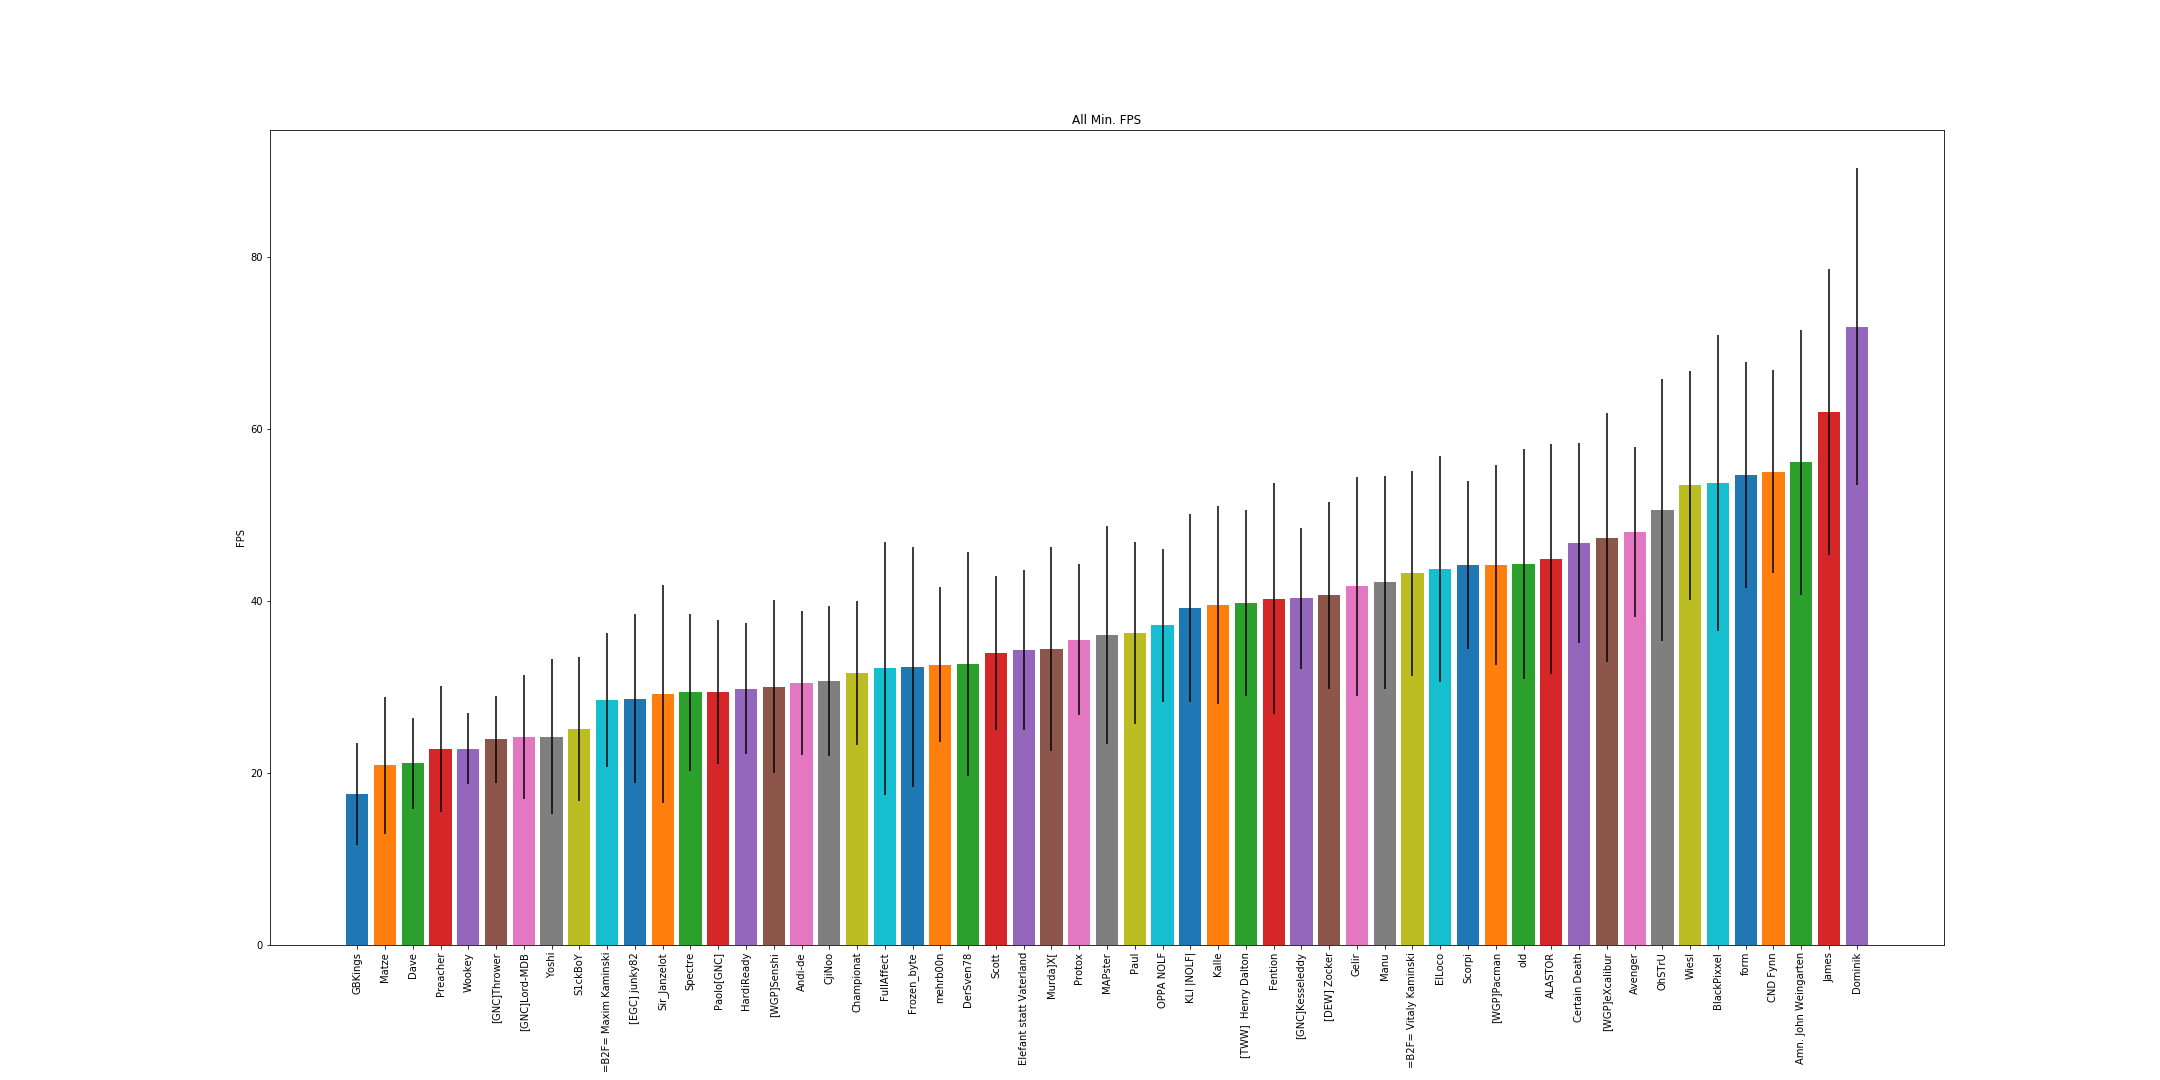 All Min. FPS
FPS
80
60
40
20
0
GBKings
Matze
Dave
Preacher
Wookey
[GNC]Thrower
[GNC]Lord-MDB
Yoshi
S1ckBoY
=B2F= Maxim Kaminski
[EGC] junky82
Sir_Janzelot
Spectre
Paolo[GNC]
HardiReady
[WGP]Senshi
Andi-de
CjiNoo
Championat
FullAffect
Frozen_byte
mehrb00n
DerSven78
Scott
Elefant statt Vaterland
Murda]X[
Protox
MAPster
Paul
OPPA NOLF
KLI |NOLF|
Kalle
[TWW]  Henry Dalton
Fention
[GNC]Kesseleddy
[DEW] Zocker
Gelir
Manu
=B2F= Vitaly Kaminski
ElLoco
Scorpi
[WGP]Pacman
old
ALASTOR
Certain Death
[WGP]eXcalibur
Avenger
OhSTrU
Wiesl
BlackPixxel
form
CND Fynn
Amn. John Weingarten
James
Dominik